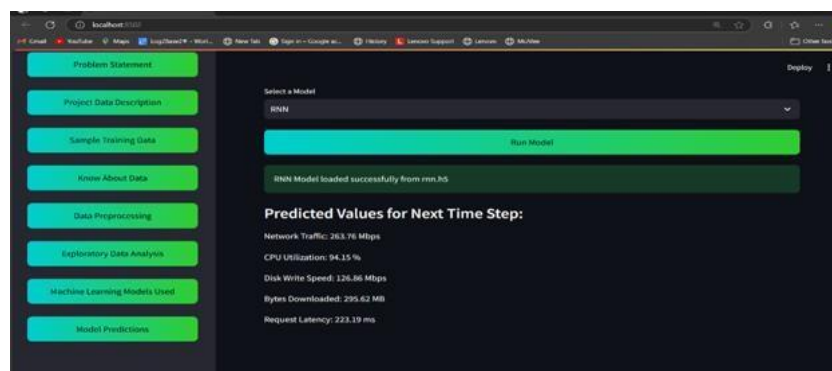 localhost:8502
Gmail
YouTube
Maps
New Tab
Sign in - Google ac...
History
Lenovo Support
Lenovo
McAfee
Problem Statement
Project Data Description
Sample Training Data
Know About Data
Data Preprocessing
Exploratory Data Analysis
Machine Learning Models Used
Model Predictions
Deploy
Select a Model
RNN
Run Model
RNN Model loaded successfully from rnn.h5
Predicted Values for Next Time Step:
Network Traffic: 263.76 Mbps
CPU Utilization: 94.15 %
Disk Write Speed: 126.86 Mbps
Bytes Downloaded: 295.62 MB
Request Latency: 223.19 ms